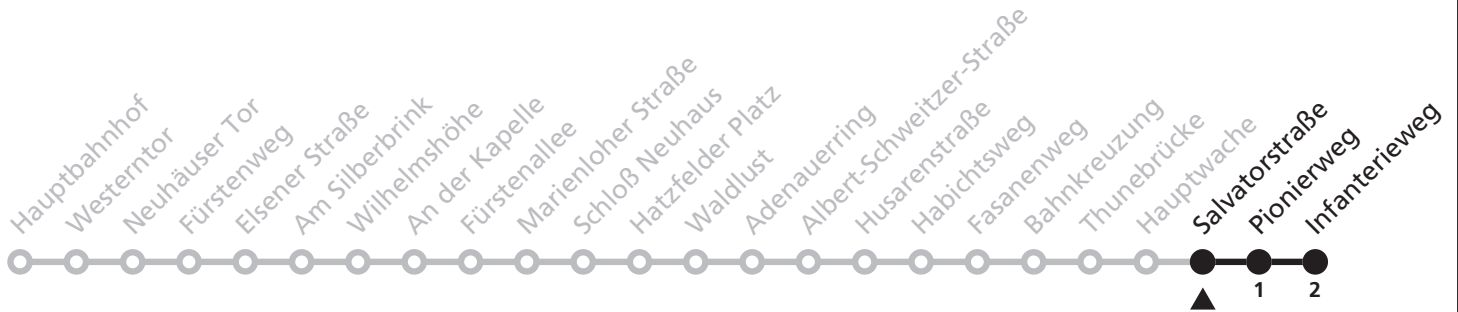 Hauptbahnhof
Westerntor
Neuhäuser Tor
Fürstenweg
Elsener Straße
Am Silberbrink
Wilhelmshöhe
An der Kapelle
Fürstenallee
Marienloher Straße
Schloß Neuhaus
Hatzfelder Platz
Waldlust
Adenauerring
Albert-Schweitzer-Straße
Husarenstraße
Habichtsweg
Fasanenweg
Bahnkreuzung
Thunebrücke
Hauptwache
Salvatorstraße
Pionierweg
Infanterieweg
1
2